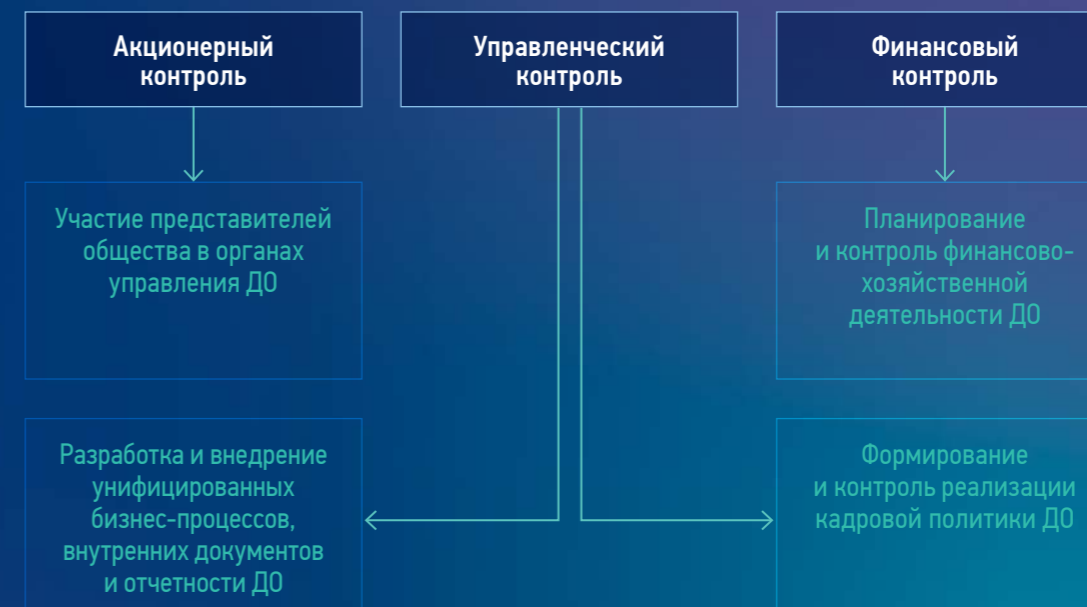 Акционерный
контроль
Управленческий
контроль
Финансовый
контроль
Участие представителей
общества в органах
управления ДО
Планирование
и контроль финансово-
хозяйственной
деятельности ДО
Разработка и внедрение
унифицированных
бизнес-процессов,
внутренних документов
и отчетности ДО
Формирование
и контроль реализации
кадровой политики ДО